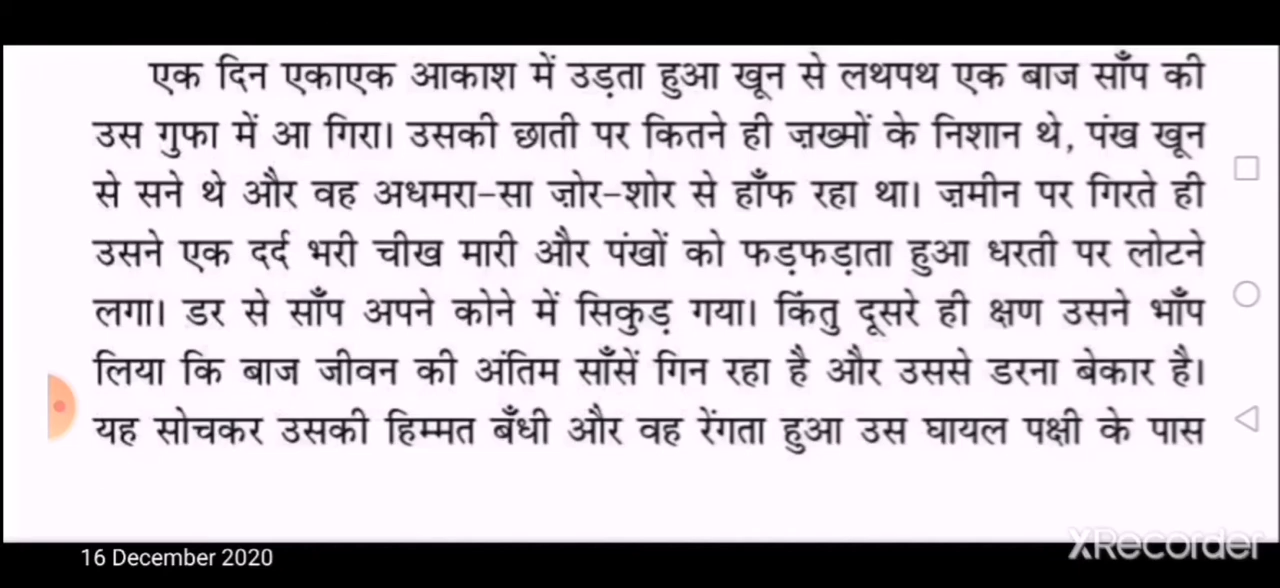 एक दिन एकाएक आकाश में उड़ता हुआ खून से लथपथ एक बाज साँप की
उस गुफा में आ गिरा। उसकी छाती पर कितने ही ज़ख्मों के निशान थे, पंख खून
से सने थे और वह अधमरा-सा ज़ोर-शोर से हाँफ रहा था। ज़मीन पर गिरते ही
उसने एक दर्द भरी चीख मारी और पंखों को फड़फड़ाता हुआ धरती पर लोटने
लगा। डर से साँप अपने कोने में सिकुड़ गया। किंतु दूसरे ही क्षण उसने भाँप
लिया कि बाज जीवन की अंतिम साँसें गिन रहा है और उससे डरना बेकार है।
यह सोचकर उसकी हिम्मत बँधी और वह रेंगता हुआ उस घायल पक्षी के पास
XRecorder
16 December 2020